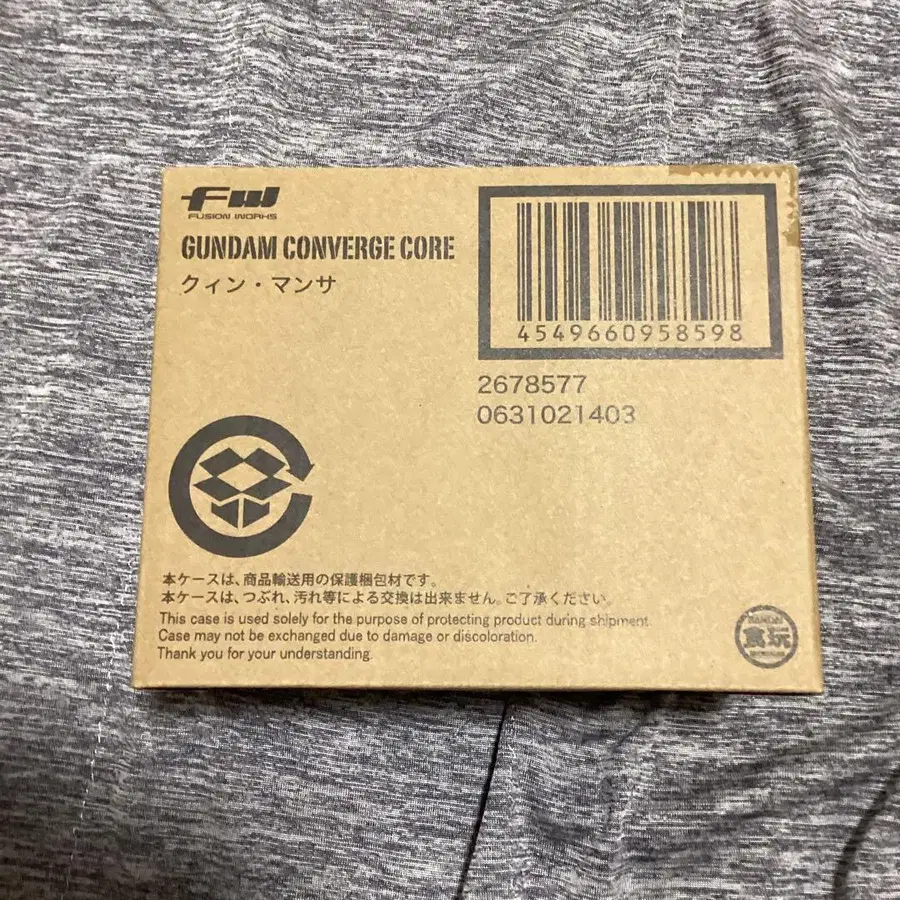 FW
FUSION WORKS
GUNDAM CONVERGE CORE
クィン・マンサ
4549660958598
2678577
0631021403
本ケースは、商品輸送用の保護梱包材です。
本ケースは、つぶれ、汚れ等による交換は出来ません。ご了承ください。
This case is used solely for the purpose of protecting product during shipment.
Case may not be exchanged due to damage or discoloration.
Thank you for your understanding.
BANDAI
食玩